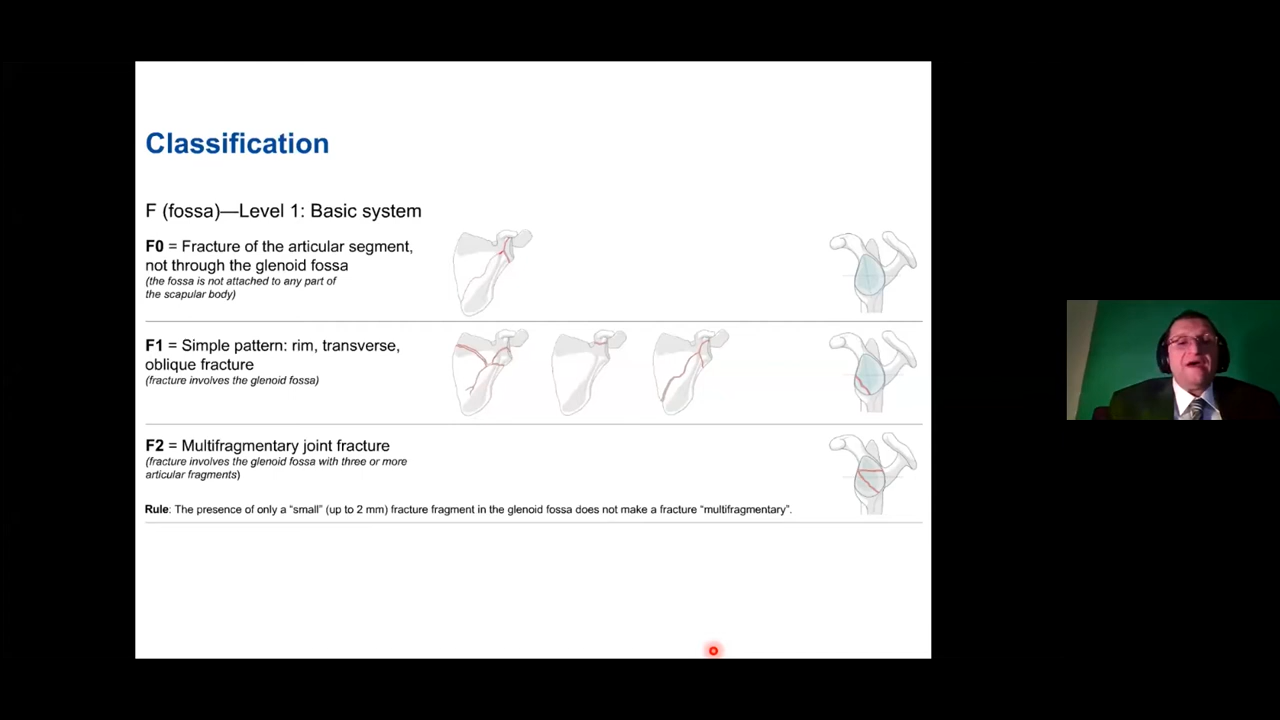 Classification
F (fossa)—Level 1: Basic system
F0 = Fracture of the articular segment,
not through the glenoid fossa
(the fossa is not attached to any part of
the scapular body)
F1 = Simple pattern: rim, transverse,
oblique fracture
(fracture involves the glenoid fossa)
F2 = Multifragmentary joint fracture
(fracture involves the glenoid fossa with three or more
articular fragments)
Rule: The presence of only a “small” (up to 2 mm) fracture fragment in the glenoid fossa does not make a fracture “multifragmentary”.